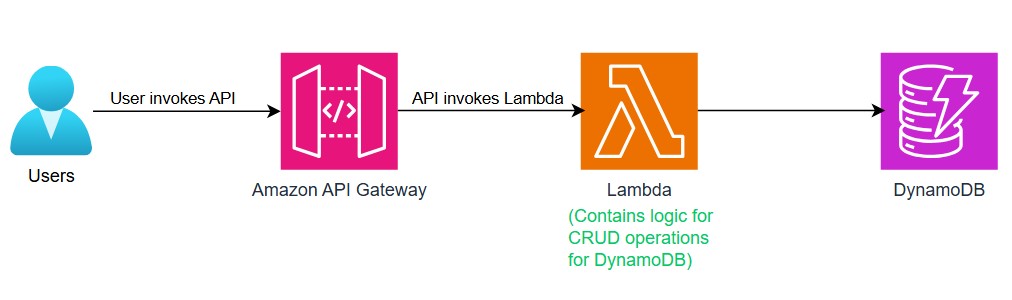 User invokes API
API invokes Lambda
</>
Users
Amazon API Gateway
Lambda
DynamoDB
(Contains logic for
CRUD operations
for DynamoDB)